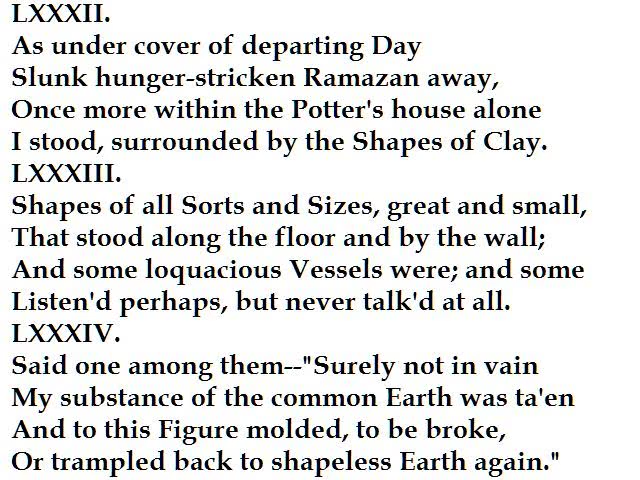 LXXXII.
As under cover of departing Day
Slunk hunger-stricken Ramazan away,
Once more within the Potter's house alone
I stood, surrounded by the Shapes of Clay.
LXXXIII.
Shapes of all Sorts and Sizes, great and small,
That stood along the floor and by the wall;
And some loquacious Vessels were; and some
Listen'd perhaps, but never talk'd at all.
LXXXIV.
Said one among them--"Surely not in vain
My substance of the common Earth was ta'en
And to this Figure molded, to be broke,
Or trampled back to shapeless Earth again."